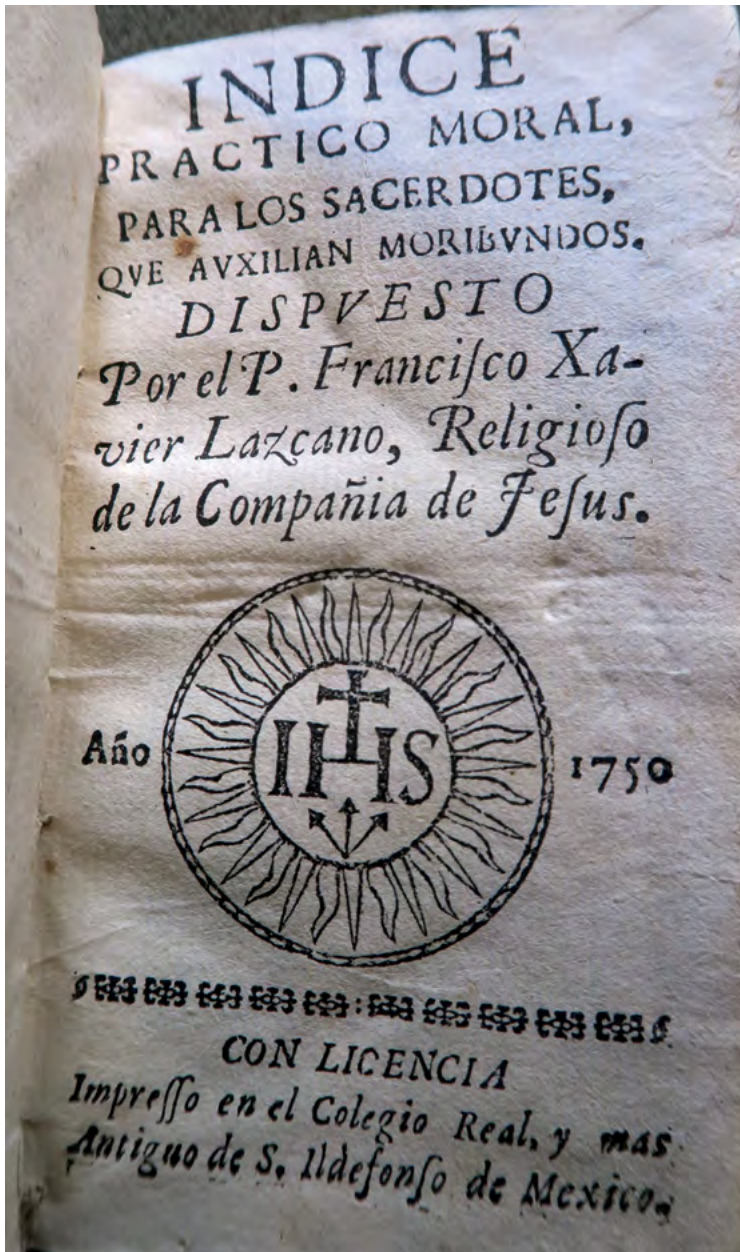 INDICE
PRACTICO MORAL,
PARA LOS SACERDOTES,
QVE AVXILIAN MORIBVNDOS.
DISPVESTO
Por el P. Franciſco Xa-
vier Lazcano, Religioſo
de la Compañia de Jeſus.
IHS
Año 1750
CON LICENCIA
Impreſſo en el Colegio Real, y mas
Antiguo de S. Ildefonſo de Mexico.